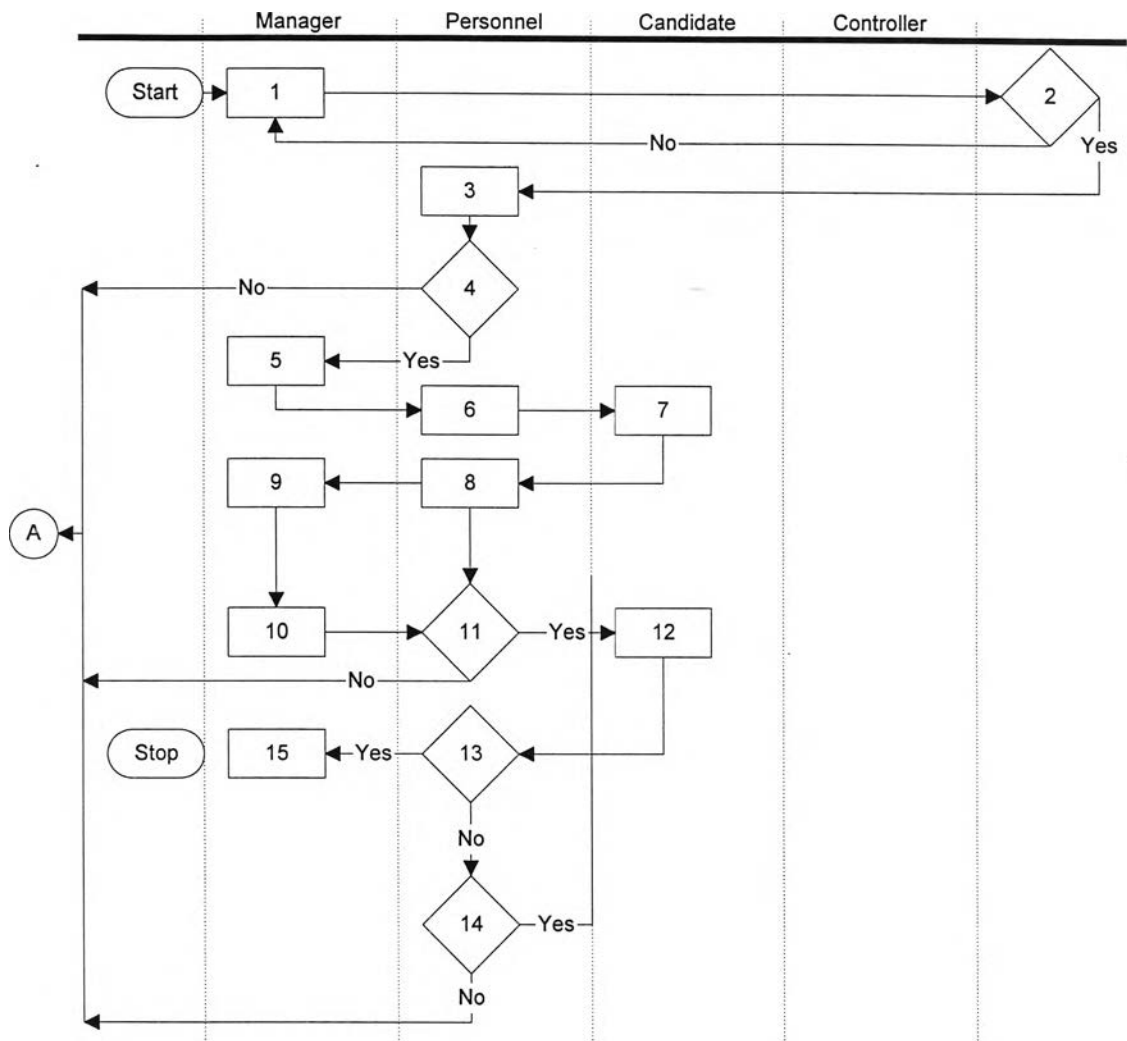 Manager Personnel Candidate Controller
Start 1 2
No Yes
3
No 4
5 Yes
6 7
9 8
A
10 11 Yes 12
No
Stop 15 Yes 13
No
14 Yes
No